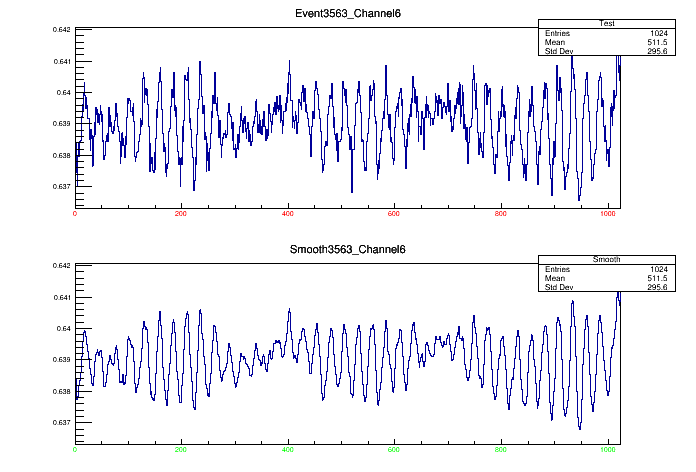 Event3563_Channel6
Test
Entries 1024
Mean 511.5
Std Dev 295.6
0.642
0.641
0.64
0.639
0.638
0.637
0 200 400 600 800 1000
Smooth3563_Channel6
Smooth
Entries 1024
Mean 511.5
Std Dev 295.6
0.642
0.641
0.64
0.639
0.638
0.637
0 200 400 600 800 1000